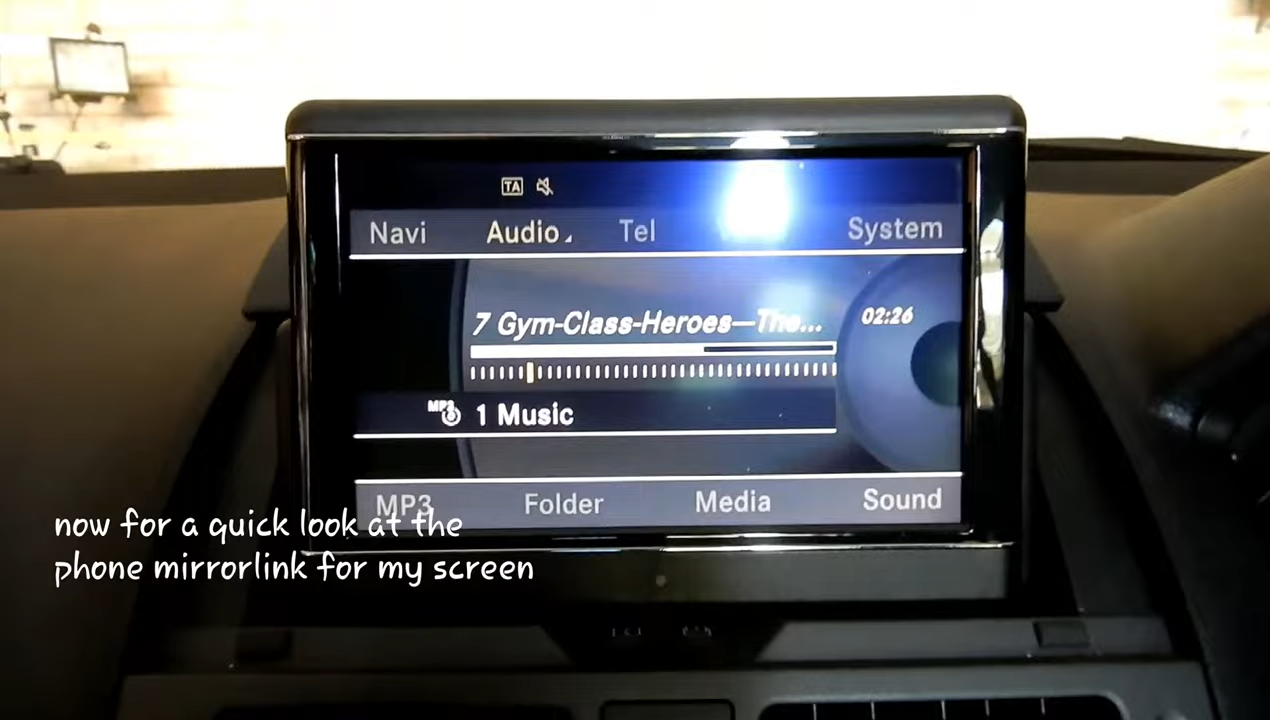 TA
Navi Audio Tel System
7 Gym-Class-Heroes—The... 02:26
MP3 1 Music
MP3 Folder Media Sound
now for a quick look at the
phone mirrorlink for my screen